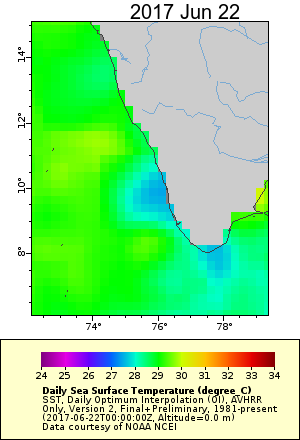 2017 Jun 22
14°
12°
10°
8°
74°
76°
78°
24 25 26 27 28 29 30 31 32 33 34
Daily Sea Surface Temperature (degree_C)
SST, Daily Optimum Interpolation (OI), AVHRR
Only, Version 2, Final+Preliminary, 1981-present
(2017-06-22T00:00:00Z, Altitude=0.0 m)
Data courtesy of NOAA NCEI